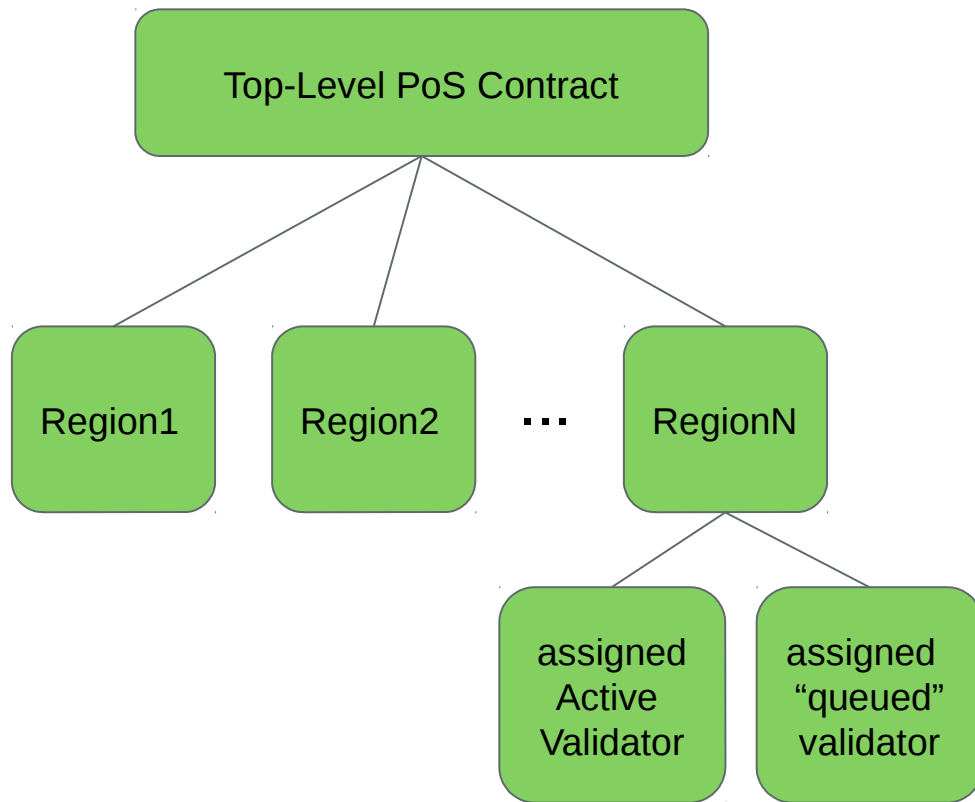 Top-Level PoS Contract
Region1
Region2
...
RegionN
assigned
Active
Validator
assigned
“queued”
validator